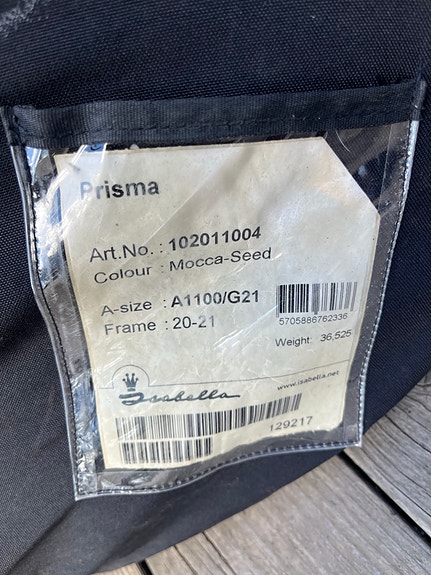 Prisma
Art.No. : 102011004
Colour : Mocca-Seed
A-size : A1100/G21
Frame : 20-21
5705886762336
Weight: 36,525
Isabella
www.isabella.net
129217